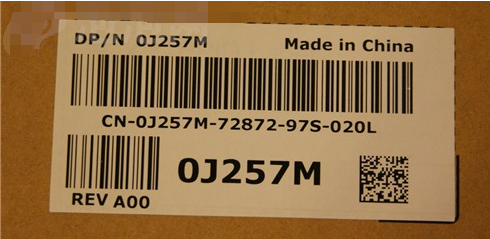 DP/N 0J257M Made in China
CN-0J257M-72872-97S-020L
0J257M
REV A00